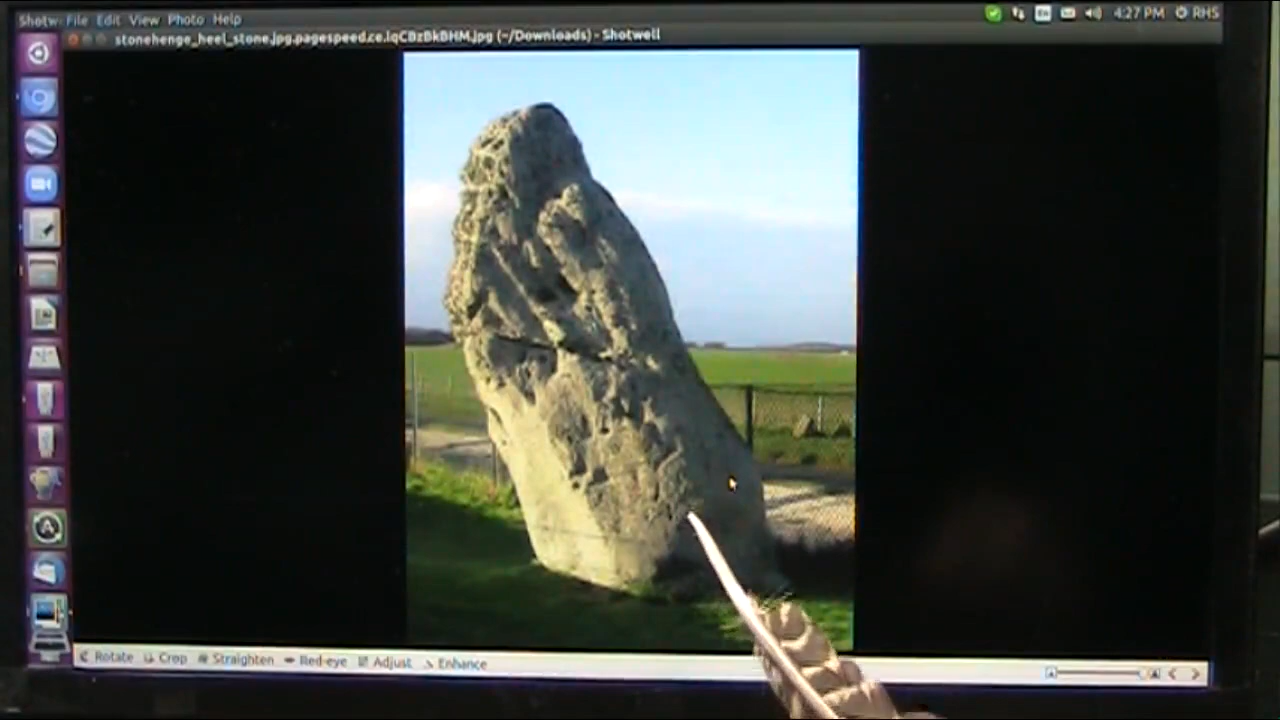 Shotw File Edit View Photo Help 4:27 PM RHS
stonehenge_heel_stone.jpg.pagespeed.ce.IqCBzBkBHM.jpg (~/Downloads) - Shotwell
Rotate Crop Straighten Red-eye Adjust Enhance